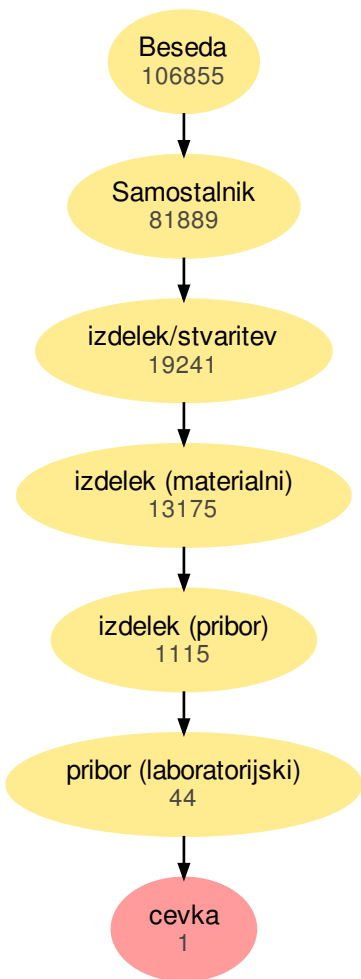 Beseda
106855
Samostalnik
81889
izdelek/stvaritev
19241
izdelek (materialni)
13175
izdelek (pribor)
1115
pribor (laboratorijski)
44
cevka
1